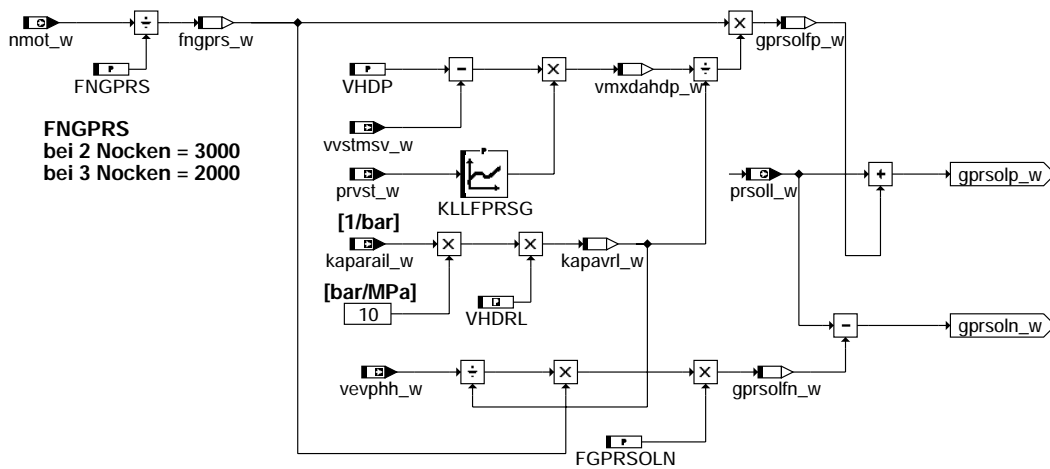 nmot_w
÷
fngprs_w
×
gprsolfp_w
P
FNGPRS
P
VHDP
-
×
vmxdahdp_w
÷
FNGPRS
bei 2 Nocken = 3000
bei 3 Nocken = 2000
vvstmsv_w
P
prvst_w
KLLFPRSG
prsoll_w
+
gprsolp_w
[1/bar]
kaparail_w
×
×
kapavrl_w
[bar/MPa]
10
P
VHDRL
-
gprsoln_w
vevphh_w
÷
×
×
gprsolfn_w
P
FGPRSOLN